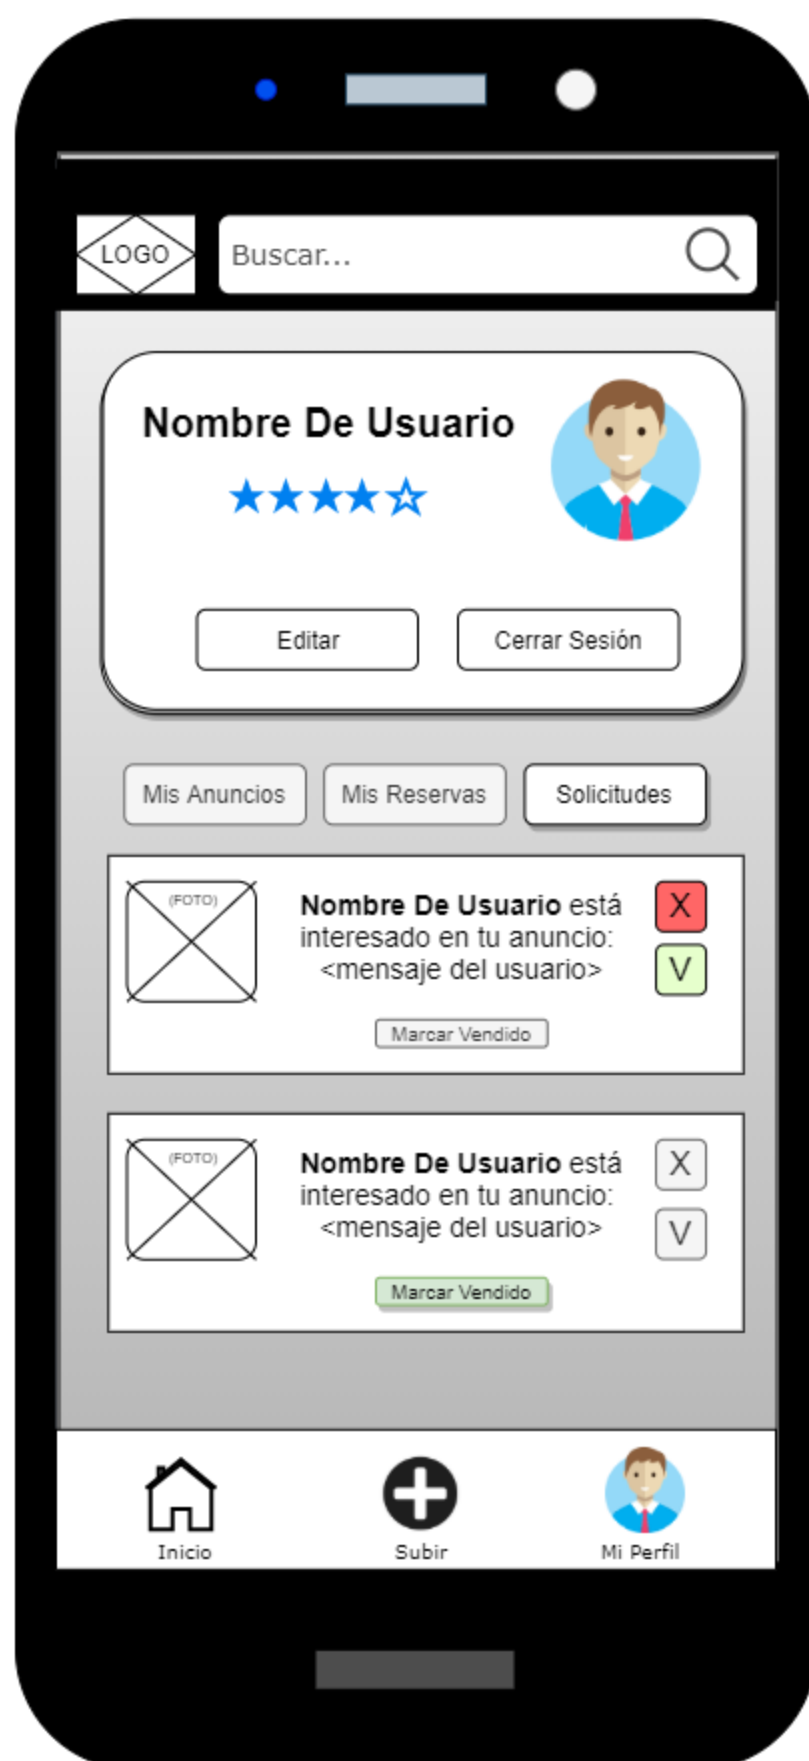 LOGO
Buscar...
Nombre De Usuario
Editar
Cerrar Sesión
Mis Anuncios
Mis Reservas
Solicitudes
(FOTO)
Nombre De Usuario está
interesado en tu anuncio:
<mensaje del usuario>
X
V
Marcar Vendido
(FOTO)
Nombre De Usuario está
interesado en tu anuncio:
<mensaje del usuario>
X
V
Marcar Vendido
Inicio
Subir
Mi Perfil